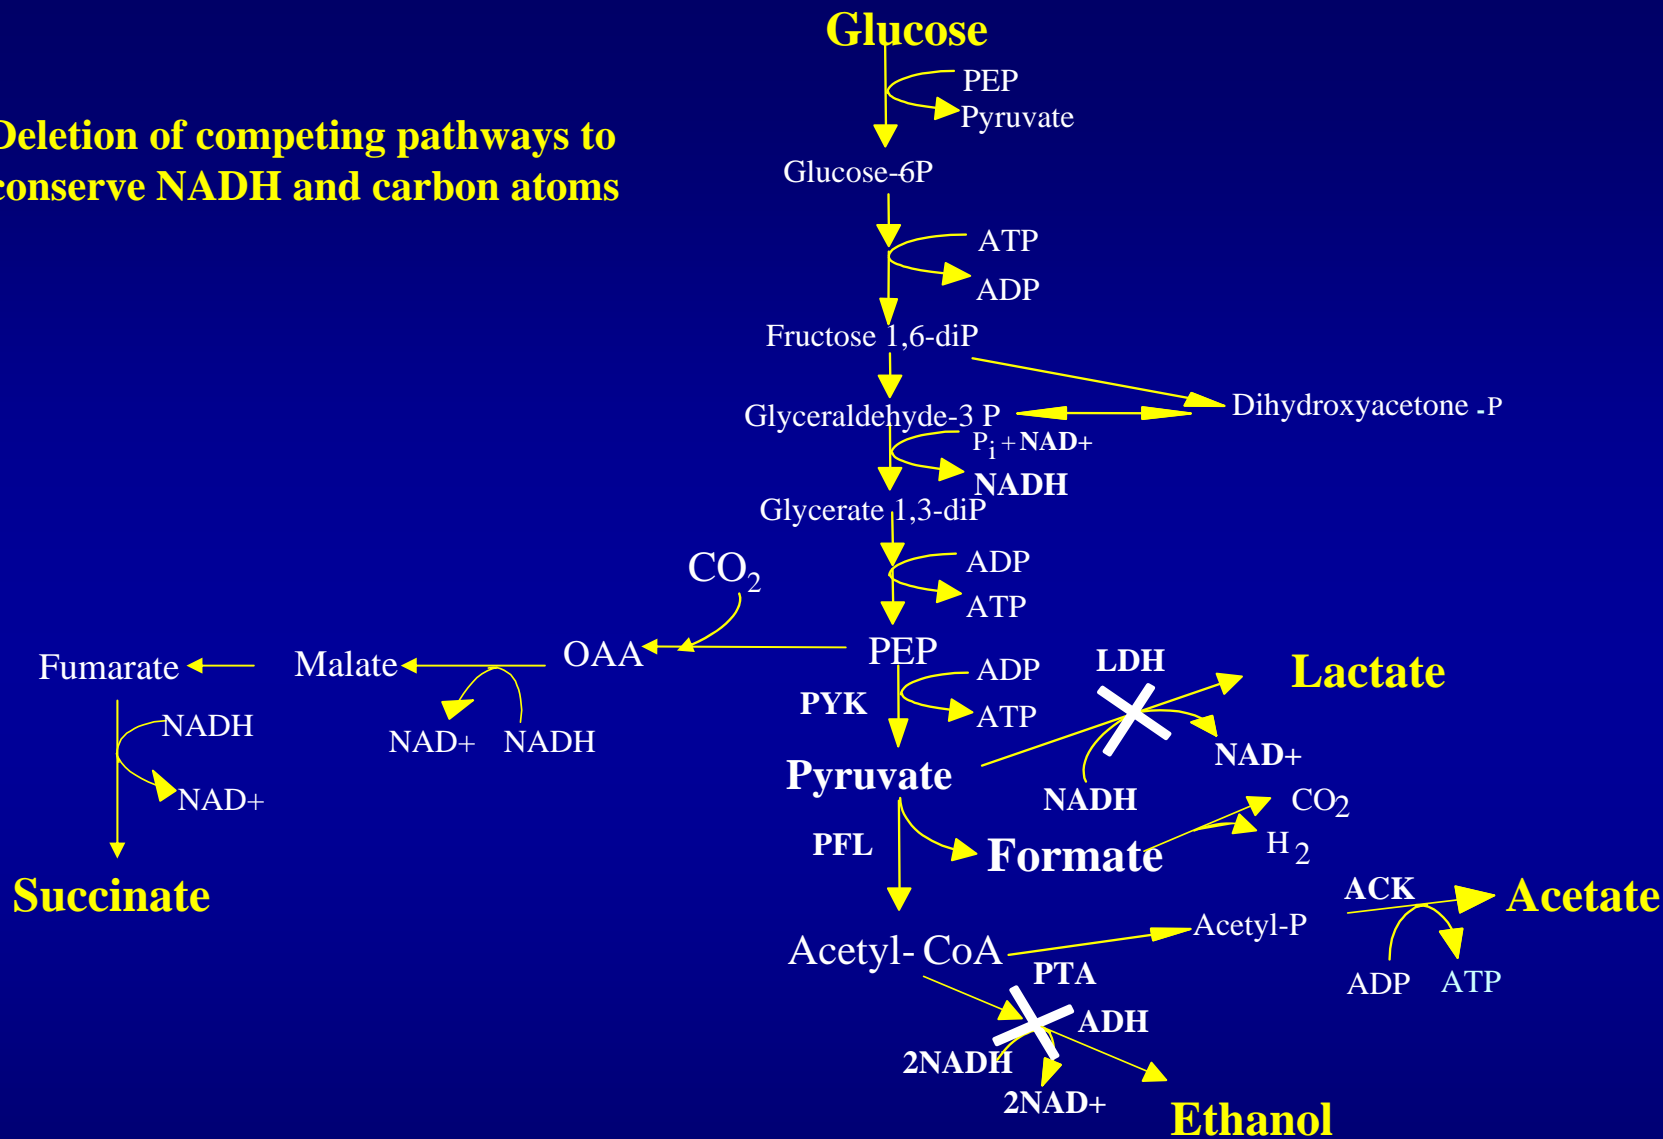 Glucose
PEP
Pyruvate
Deletion of competing pathways to
conserve NADH and carbon atoms
Glucose-6P
ATP
ADP
Fructose 1,6-diP
Dihydroxyacetone -P
Glyceraldehyde-3 P
Pi + NAD+
NADH
Glycerate 1,3-diP
CO2
ADP
ATP
PEP
OAA
Malate
Fumarate
LDH
Lactate
ADP
PYK
ATP
NADH
NAD+
NADH
NAD+
NAD+
Pyruvate
NADH
CO2
PFL
Formate
H2
Succinate
ACK
Acetate
Acetyl-P
Acetyl- CoA
PTA
ADP
ATP
ADH
2NADH
2NAD+
Ethanol